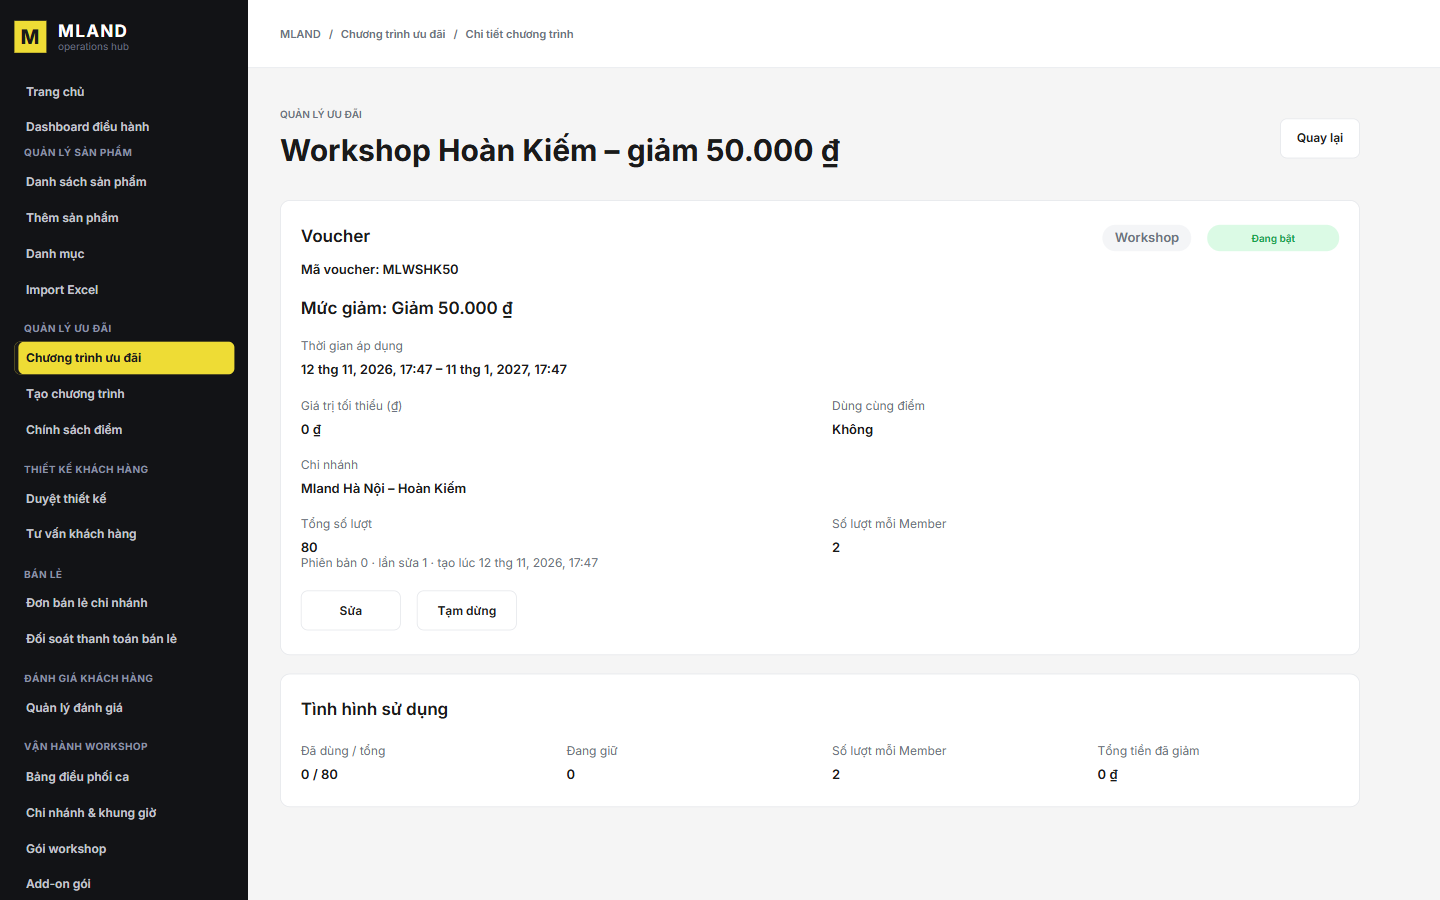 M
MLAND
operations hub
Trang chủ
Dashboard điều hành
QUẢN LÝ SẢN PHẨM
Danh sách sản phẩm
Thêm sản phẩm
Danh mục
Import Excel
QUẢN LÝ ƯU ĐÃI
Chương trình ưu đãi
Tạo chương trình
Chính sách điểm
THIẾT KẾ KHÁCH HÀNG
Duyệt thiết kế
Tư vấn khách hàng
BÁN LẺ
Đơn bán lẻ chi nhánh
Đối soát thanh toán bán lẻ
ĐÁNH GIÁ KHÁCH HÀNG
Quản lý đánh giá
VẬN HÀNH WORKSHOP
Bảng điều phối ca
Chi nhánh & khung giờ
Gói workshop
Add-on gói
MLAND / Chương trình ưu đãi / Chi tiết chương trình
QUẢN LÝ ƯU ĐÃI
Workshop Hoàn Kiếm – giảm 50.000 ₫
Quay lại
Voucher
Workshop
Đang bật
Mã voucher: MLWSHK50
Mức giảm: Giảm 50.000 ₫
Thời gian áp dụng
12 thg 11, 2026, 17:47 – 11 thg 1, 2027, 17:47
Giá trị tối thiểu (₫)
0 ₫
Dùng cùng điểm
Không
Chi nhánh
Mland Hà Nội – Hoàn Kiếm
Tổng số lượt
80
Số lượt mỗi Member
2
Phiên bản 0 · lần sửa 1 · tạo lúc 12 thg 11, 2026, 17:47
Sửa
Tạm dừng
Tình hình sử dụng
Đã dùng / tổng
0 / 80
Đang giữ
0
Số lượt mỗi Member
2
Tổng tiền đã giảm
0 ₫